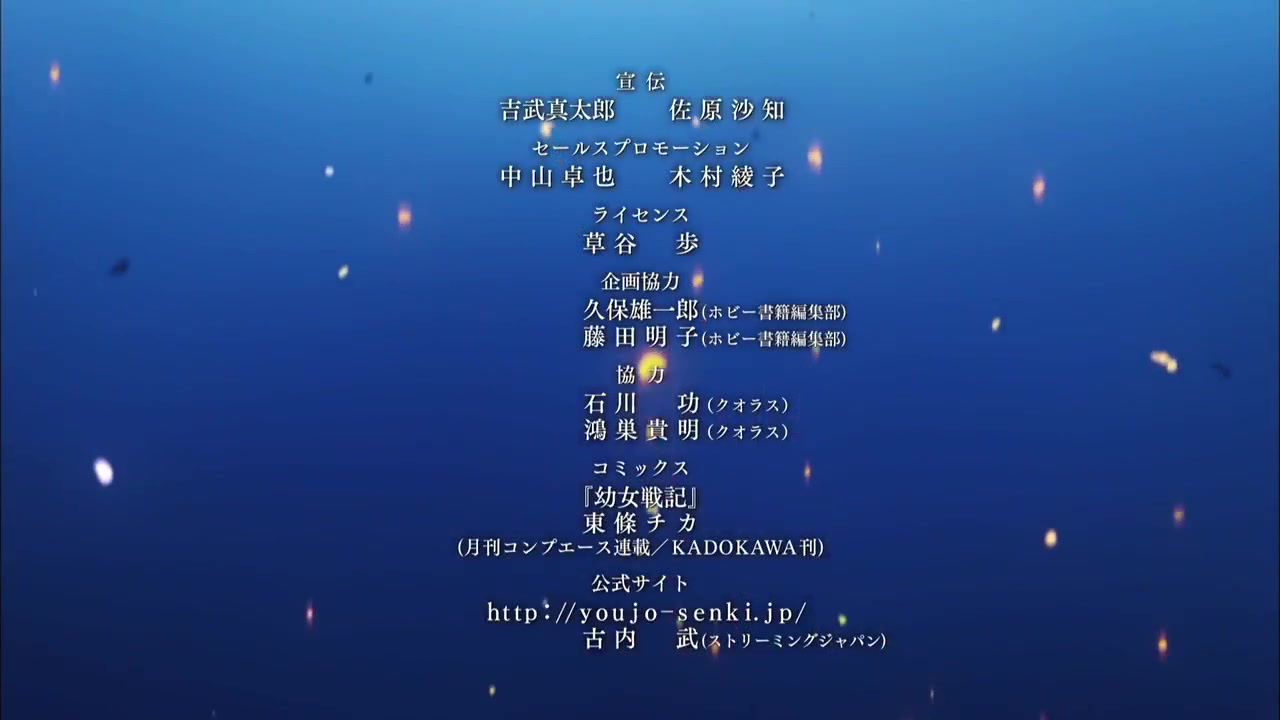 宣伝
吉武真太郎　佐原沙知
セールスプロモーション
中山卓也　木村綾子
ライセンス
草谷　歩
企画協力
久保雄一郎(ホビー書籍編集部)
藤田明子(ホビー書籍編集部)
協力
石川　功(クオラス)
鴻巣貴明(クオラス)
コミックス
『幼女戦記』
東條チカ
(月刊コンプエース連載／KADOKAWA刊)
公式サイト
http://youjo-senki.jp/
古内　武(ストリーミングジャパン)